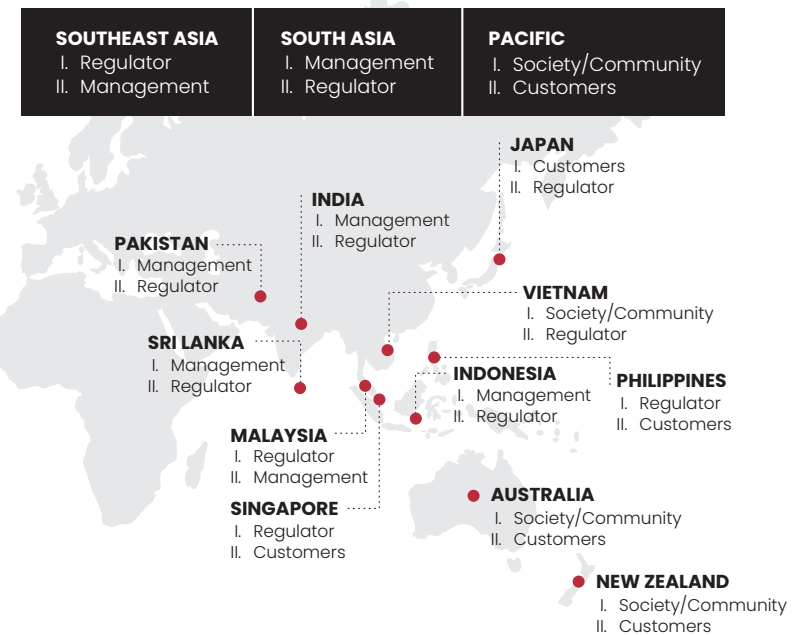 SOUTHEAST ASIA
I. Regulator
II. Management
SOUTH ASIA
I. Management
II. Regulator
PACIFIC
I. Society/Community
II. Customers
JAPAN
I. Customers
II. Regulator
INDIA
I. Management
II. Regulator
PAKISTAN
I. Management
II. Regulator
VIETNAM
I. Society/Community
II. Regulator
SRI LANKA
I. Management
II. Regulator
INDONESIA
I. Management
II. Regulator
PHILIPPINES
I. Regulator
II. Customers
MALAYSIA
I. Regulator
II. Management
SINGAPORE
I. Regulator
II. Customers
AUSTRALIA
I. Society/Community
II. Customers
NEW ZEALAND
I. Society/Community
II. Customers